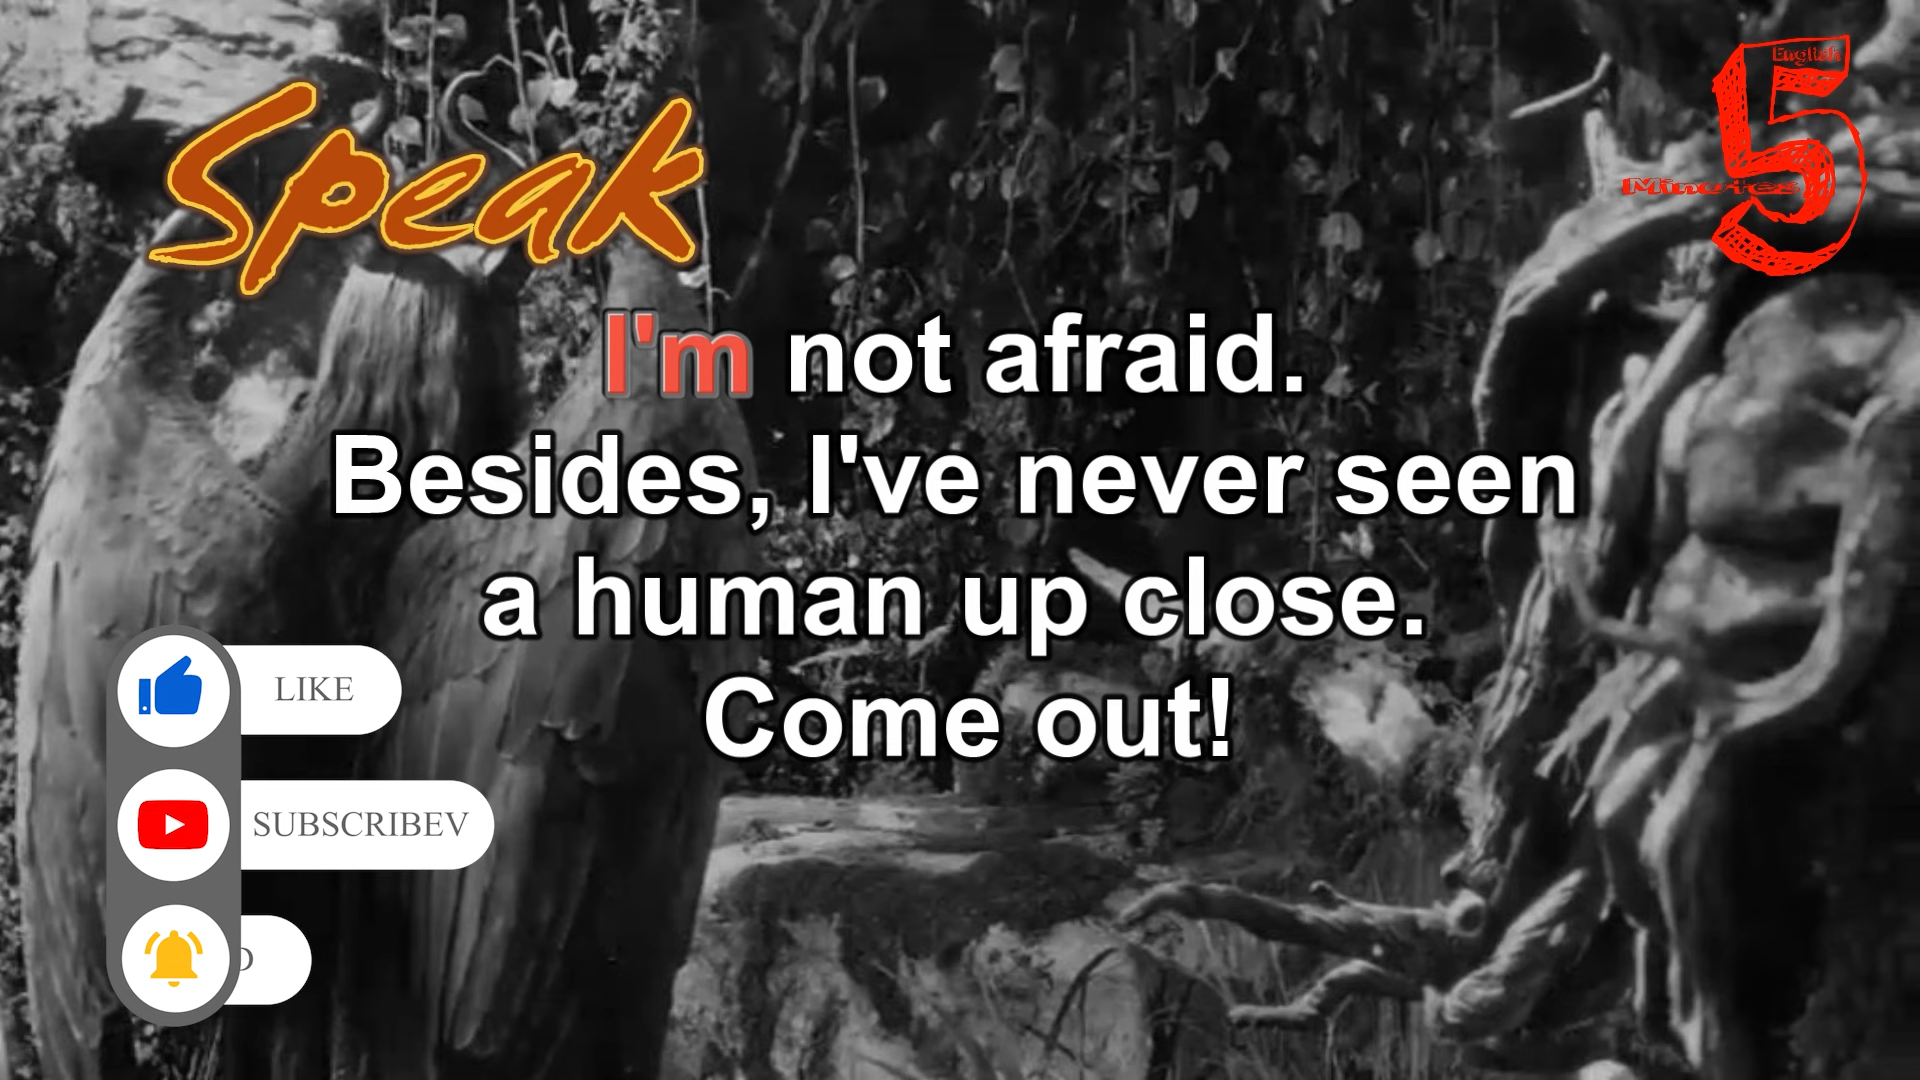 English
5
Minutes
Speak
I'm not afraid.
Besides, I've never seen
a human up close.
Come out!
LIKE
SUBSCRIBEV